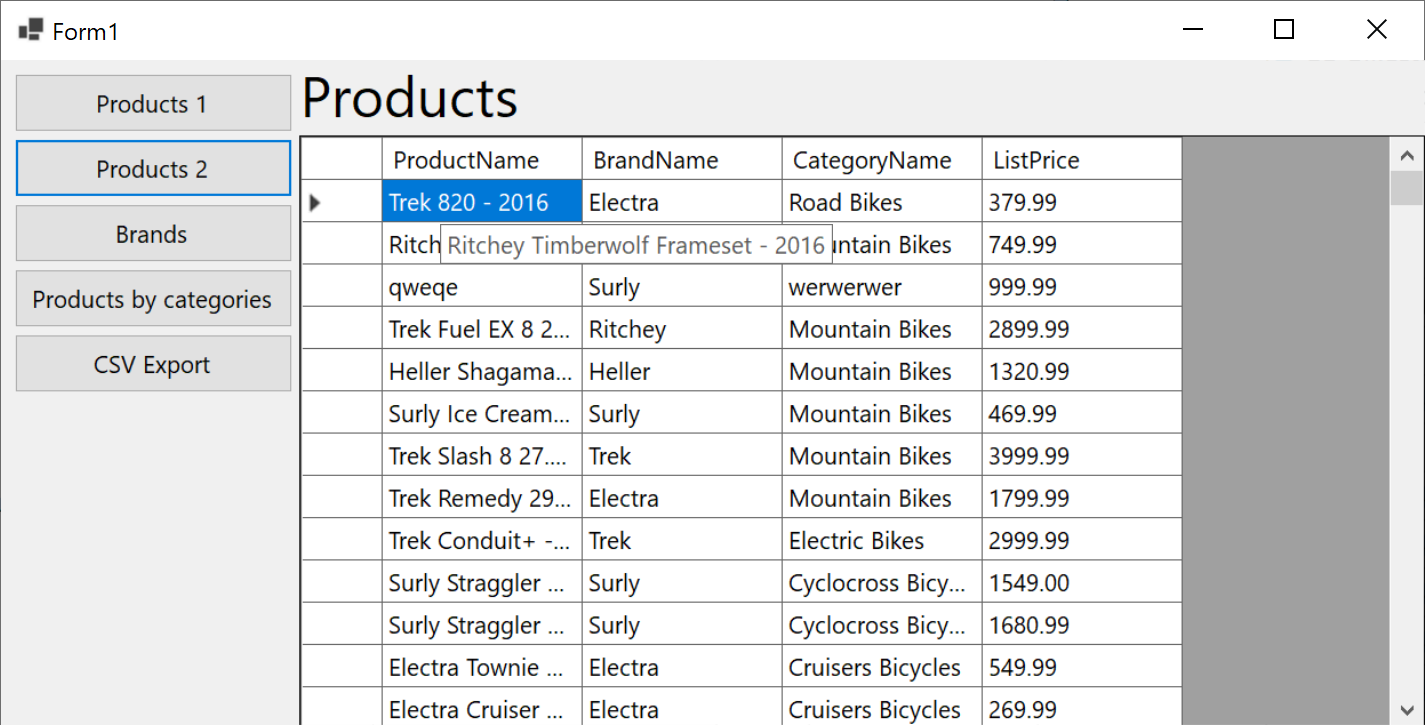 Form1
Products 1
Products 2
Brands
Products by categories
CSV Export
Products
ProductName BrandName CategoryName ListPrice
Trek 820 - 2016 Electra Road Bikes 379.99
Ritch Ritchey Timberwolf Frameset - 2016 untain Bikes 749.99
qweqe Surly werwerwer 999.99
Trek Fuel EX 8 2... Ritchey Mountain Bikes 2899.99
Heller Shagama... Heller Mountain Bikes 1320.99
Surly Ice Cream... Surly Mountain Bikes 469.99
Trek Slash 8 27.... Trek Mountain Bikes 3999.99
Trek Remedy 29... Electra Mountain Bikes 1799.99
Trek Conduit+ -... Trek Electric Bikes 2999.99
Surly Straggler ... Surly Cyclocross Bicy... 1549.00
Surly Straggler ... Surly Cyclocross Bicy... 1680.99
Electra Townie ... Electra Cruisers Bicycles 549.99
Electra Cruiser ... Electra Cruisers Bicycles 269.99